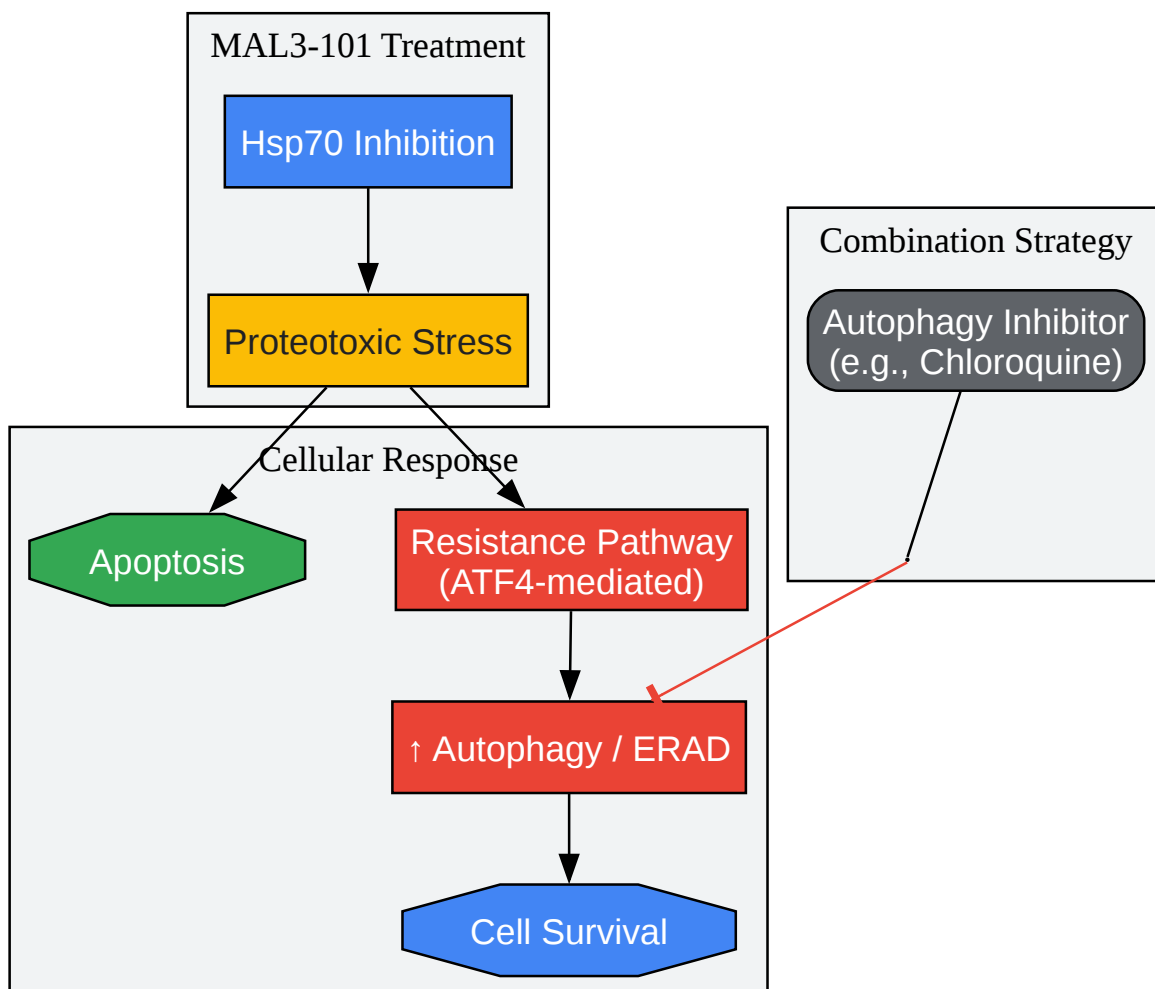 MAL3-101 Treatment
Hsp70 Inhibition
Proteotoxic Stress
Combination Strategy
Autophagy Inhibitor
(e.g., Chloroquine)
Cellular Response
Apoptosis
Resistance Pathway
(ATF4-mediated)
↑ Autophagy / ERAD
Cell Survival